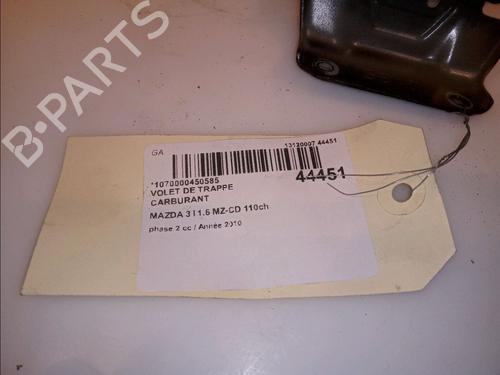 B-PARTS
GA
13120007 44451
*1070000450585
44451
VOLET DE TRAPPE
CARBURANT
MAZDA 3 I 1.6 MZ-CD 110ch
phase 2 cc / Année 2010